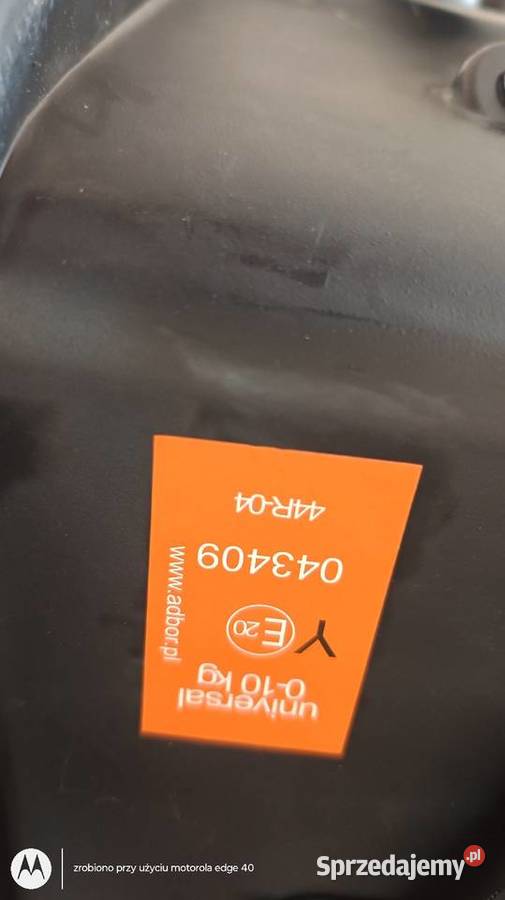 universal
0-10 kg
Y E 20
043409
44R-04
www.adbor.pl
zrobiono przy użyciu motorola edge 40
Sprzedajemy.pl